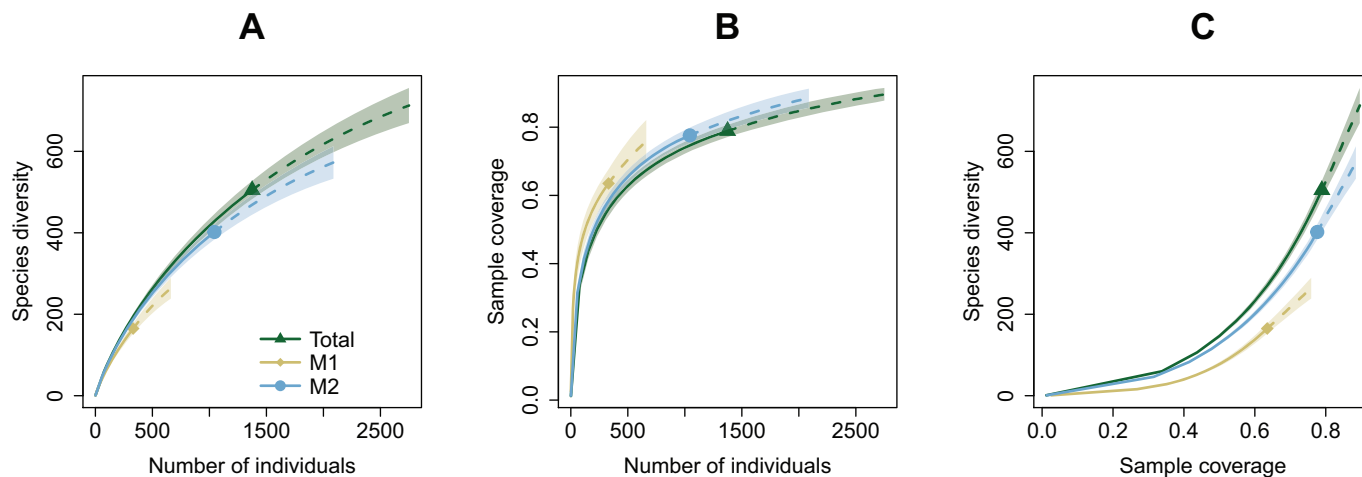 A
Species diversity
600
400
200
0
0 500 1500 2500
Number of individuals
Total
M1
M2
B
Sample coverage
0.8
0.6
0.4
0.2
0.0
0 500 1500 2500
Number of individuals
C
Species diversity
600
400
200
0
0.0 0.2 0.4 0.6 0.8
Sample coverage